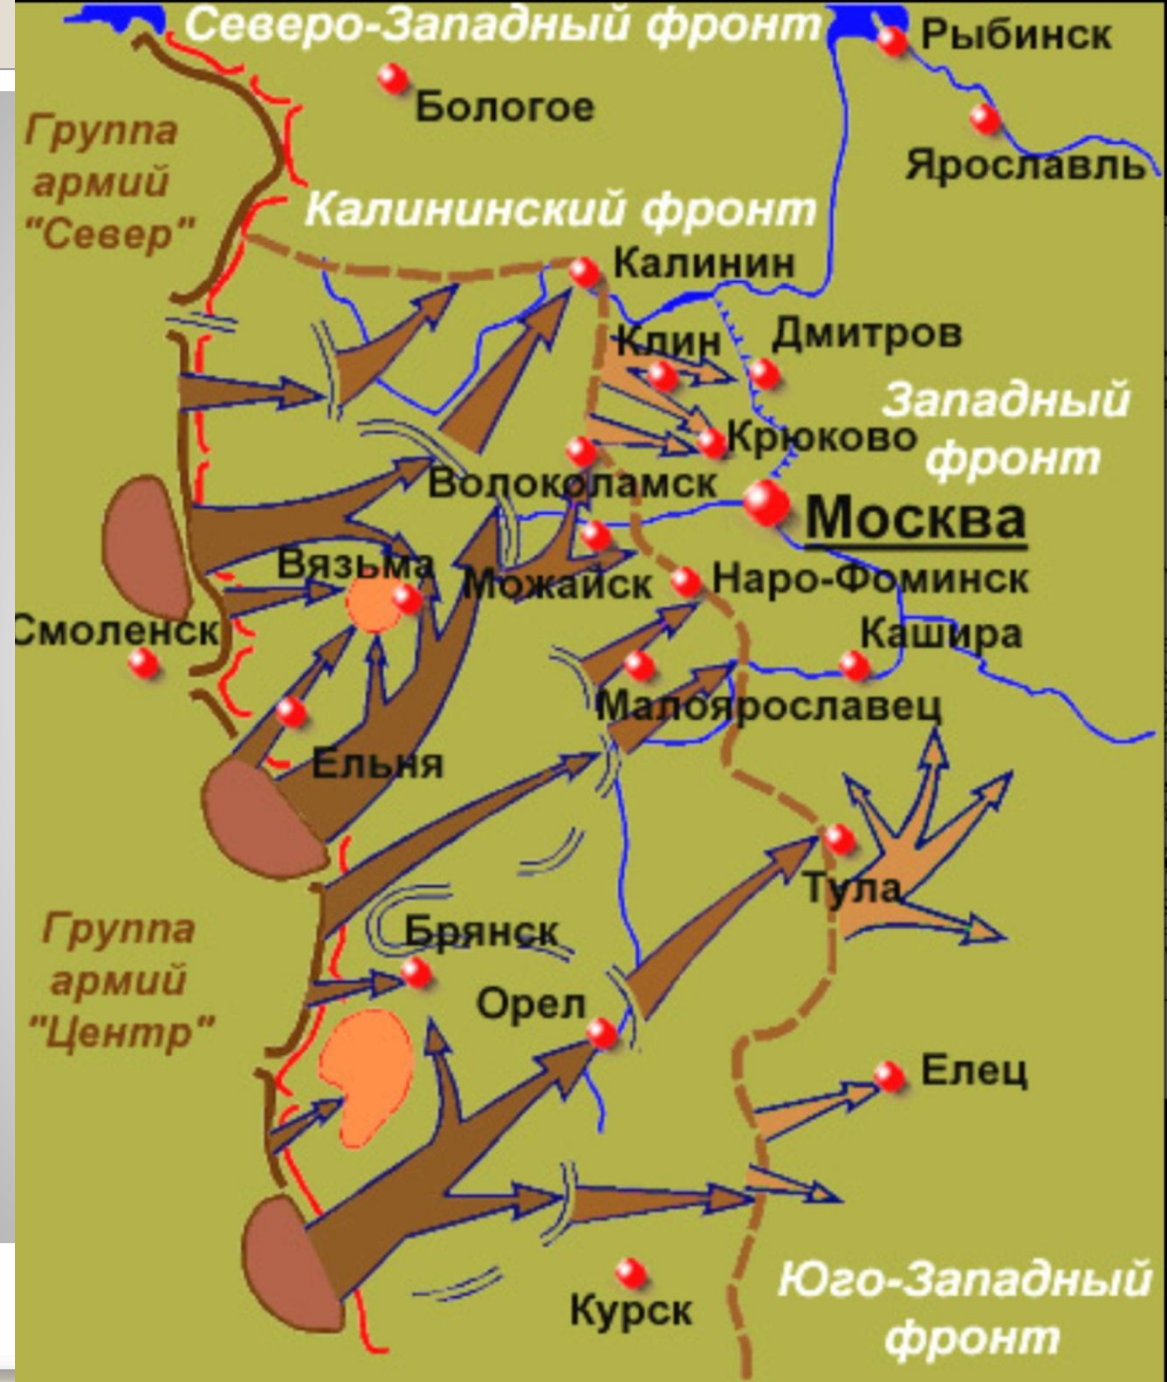 Северо-Западный фронт
Рыбинск
Бологое
Группа
армий
"Север"
Ярославль
Калининский фронт
Калинин
Клин
Дмитров
Западный
фронт
Крюково
Волоколамск
Москва
Вязьма
Можайск
Наро-Фоминск
Смоленск
Кашира
Малоярославец
Ельня
Тула
Группа
армий
"Центр"
Брянск
Орел
Елец
Курск
Юго-Западный
фронт